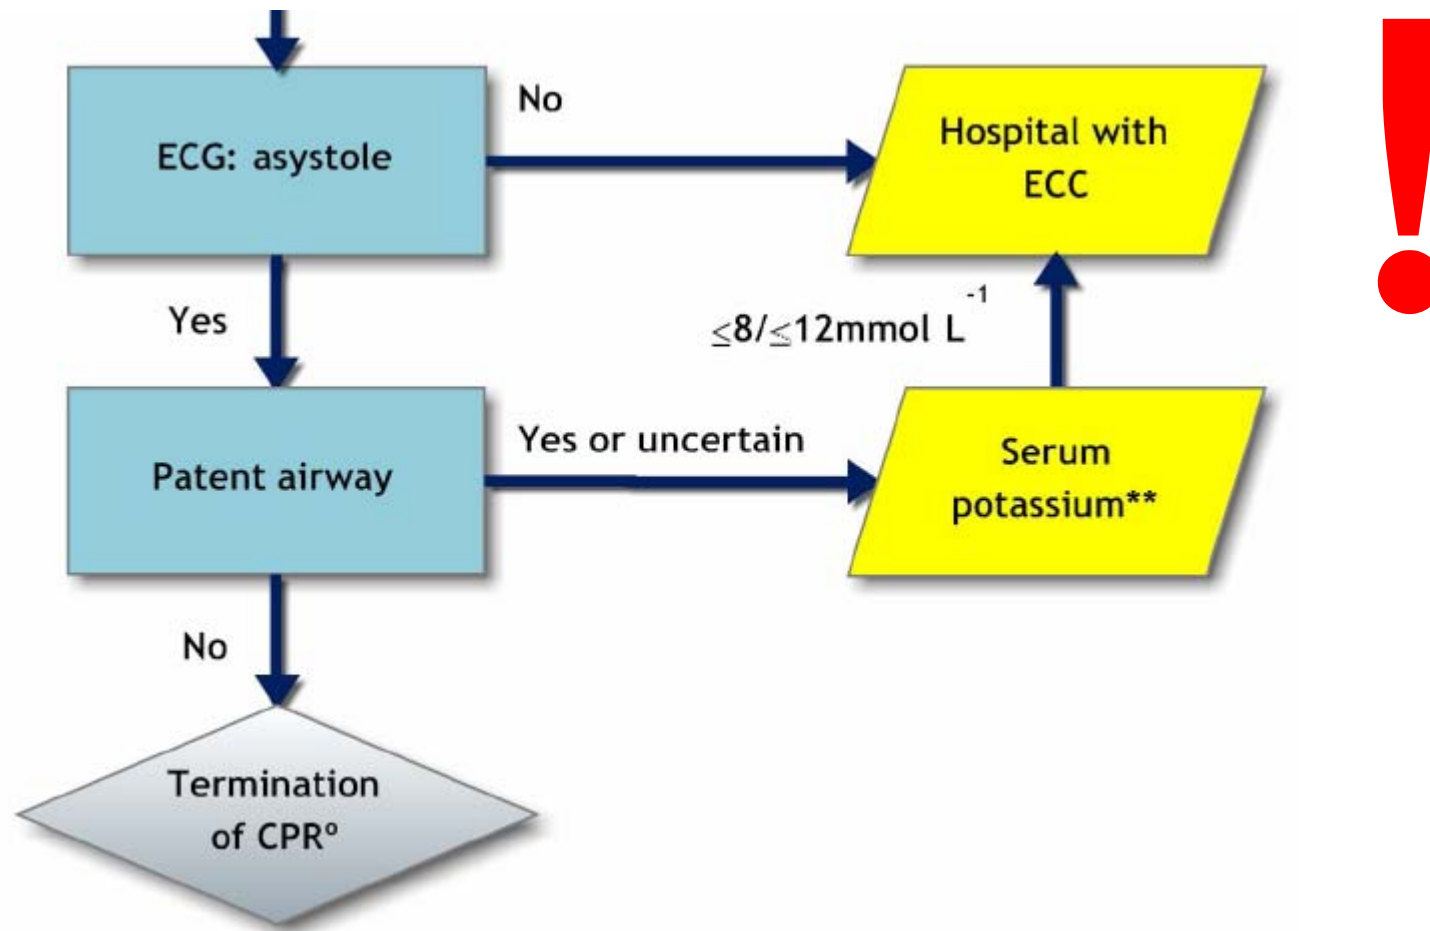 No
ECG: asystole
Hospital with
ECC
Yes
≤8/≤12mmol L⁻¹
Yes or uncertain
Patent airway
Serum
potassium**
No
Termination
of CPRº
!